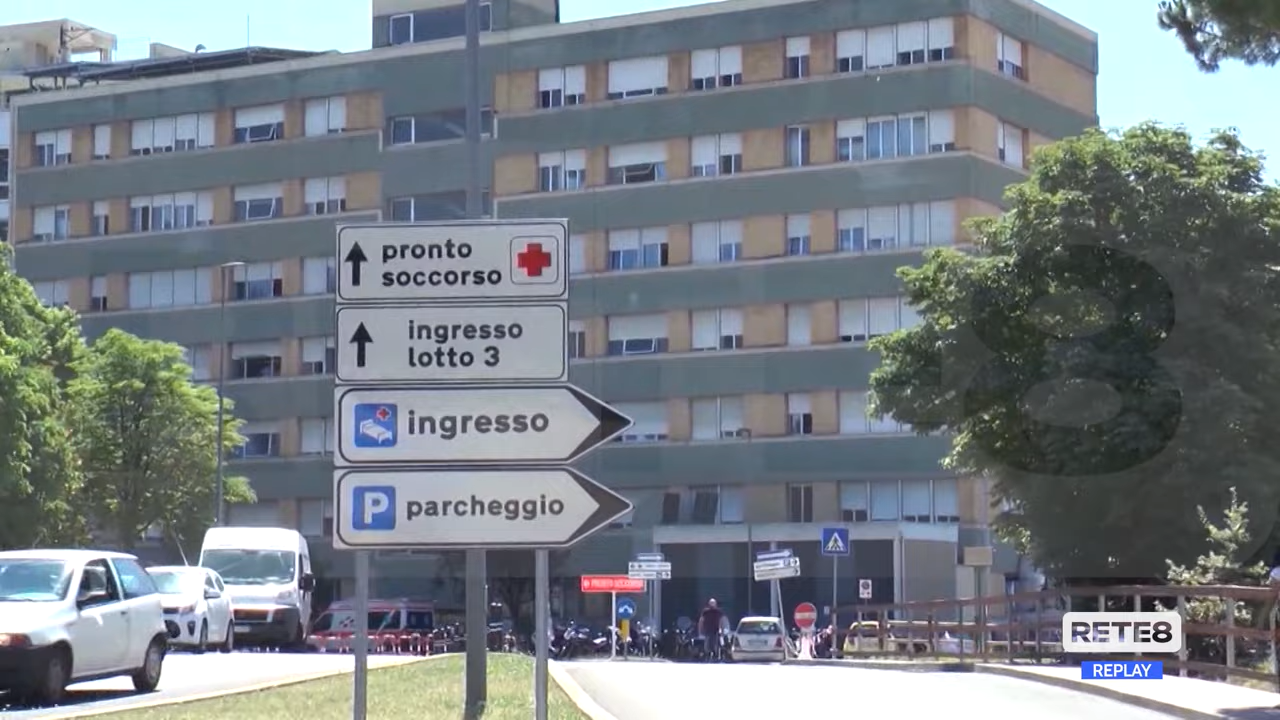 pronto
soccorso
ingresso
lotto 3
ingresso
P parcheggio
PRONTO SOCCORSO
RETE8
REPLAY